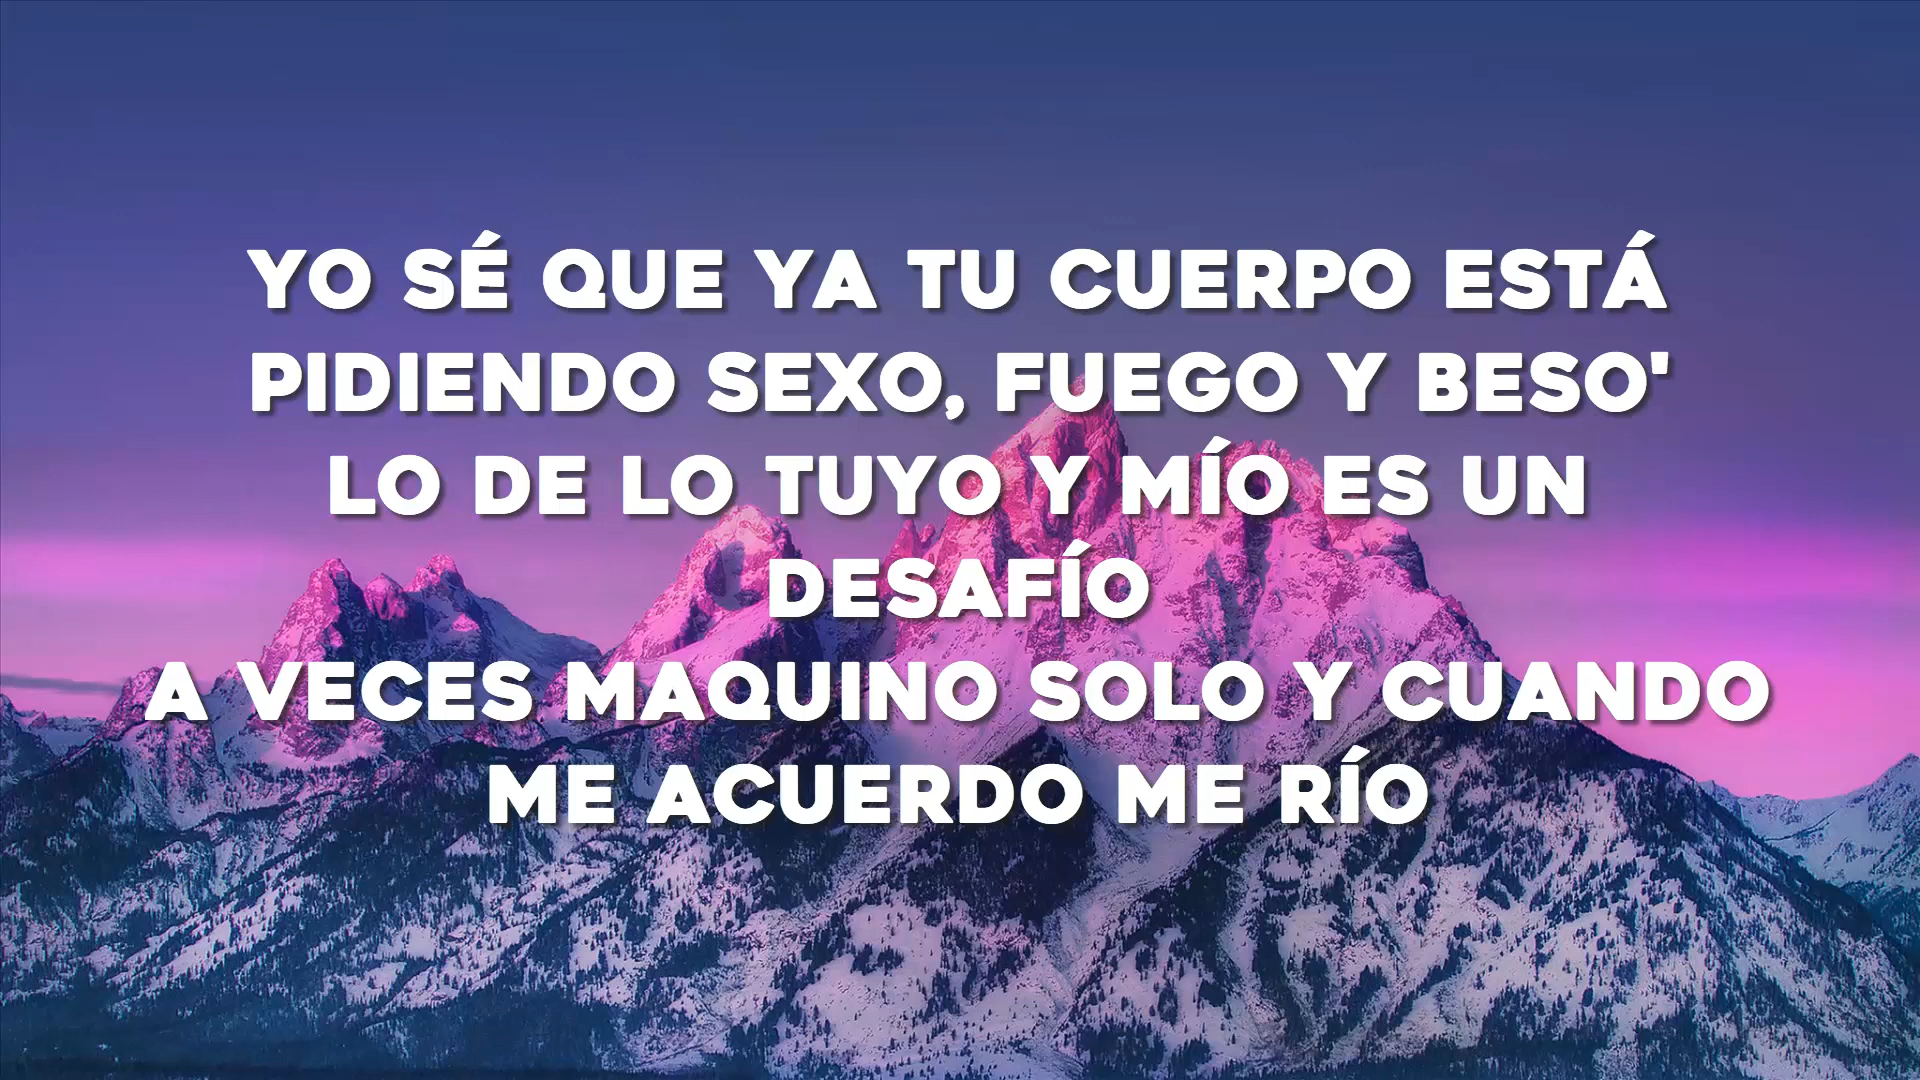 YO SÉ QUE YA TU CUERPO ESTÁ
PIDIENDO SEXO, FUEGO Y BESO'
LO DE LO TUYO Y MÍO ES UN
DESAFÍO
A VECES MAQUINO SOLO Y CUANDO
ME ACUERDO ME RÍO